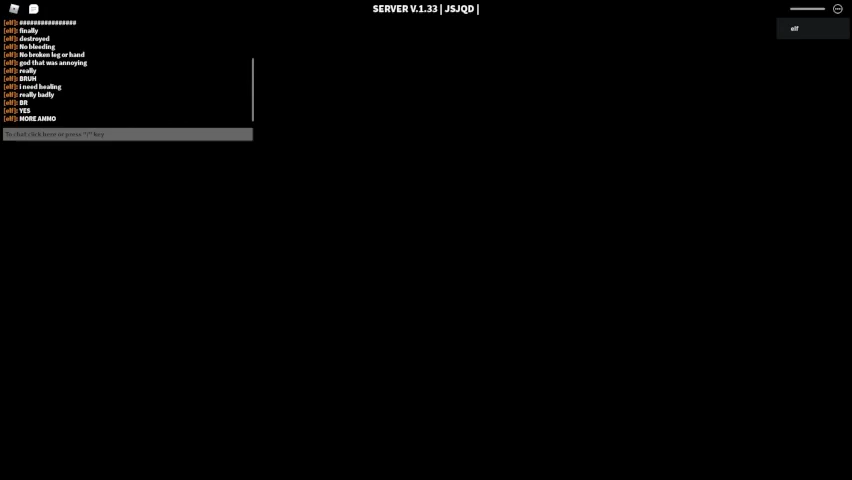 SERVER V.1.33 | JSJQD |
[elf]: ################
[elf]: finally
[elf]: destroyed
[elf]: No bleeding
[elf]: No broken leg or hand
[elf]: god that was annoying
[elf]: really
[elf]: BRUH
[elf]: i need healing
[elf]: really badly
[elf]: BR
[elf]: YES
[elf]: MORE AMMO
To chat click here or press "/" key
elf